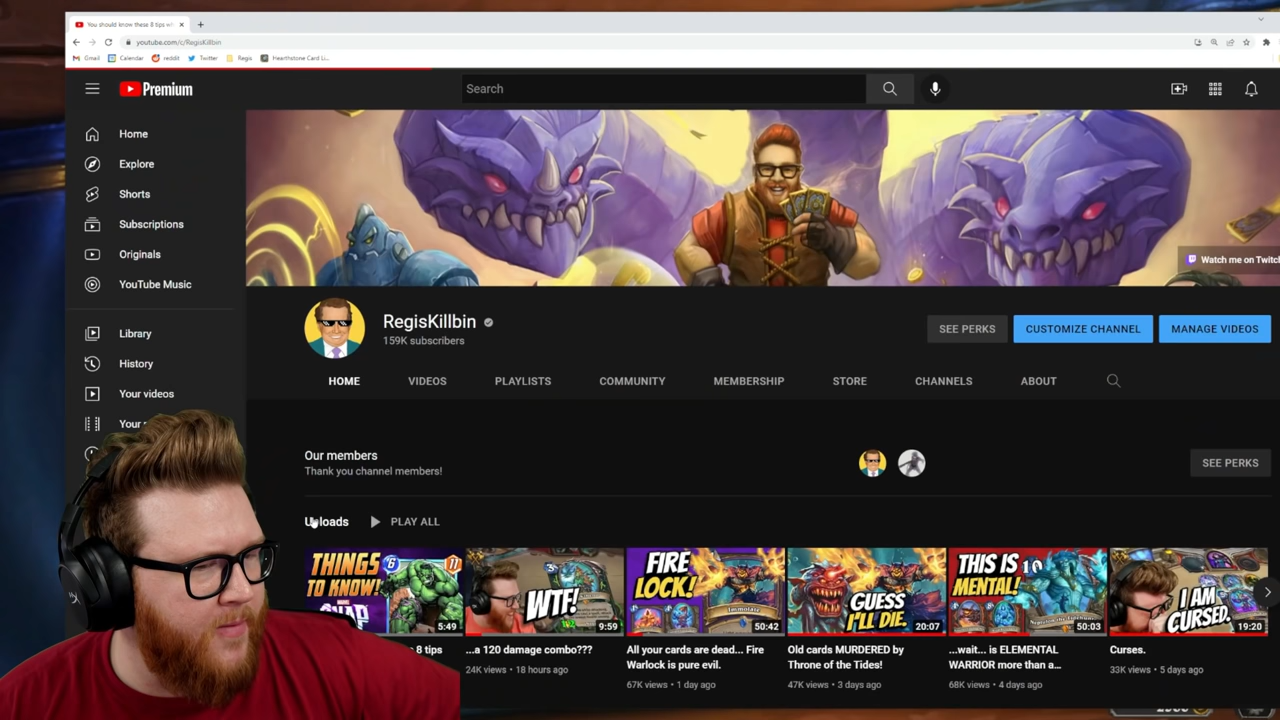 You should know these 8 tips wh
youtube.com/c/RegisKillbin
Gmail Calendar reddit Twitter Regis Hearthstone Card Li...
Premium
Search
Home
Explore
Shorts
Subscriptions
Originals
YouTube Music
Library
History
Your videos
Your
Watch me on Twitch
RegisKillbin
159K subscribers
SEE PERKS CUSTOMIZE CHANNEL MANAGE VIDEOS
HOME VIDEOS PLAYLISTS COMMUNITY MEMBERSHIP STORE CHANNELS ABOUT
Our members
Thank you channel members!
SEE PERKS
Uploads PLAY ALL
THINGS TO KNOW! 6 11
5:49
3 WTF!
9:59
FIRE LOCK!
Immolate
50:42
GUESS I'LL DIE.
20:07
THIS IS MENTAL! 10
50:03
I AM CURSED.
19:20
8 tips
...a 120 damage combo???
24K views • 18 hours ago
All your cards are dead... Fire
Warlock is pure evil.
67K views • 1 day ago
Old cards MURDERED by
Throne of the Tides!
47K views • 3 days ago
...wait... is ELEMENTAL
WARRIOR more than a...
68K views • 4 days ago
Curses.
33K views • 5 days ago